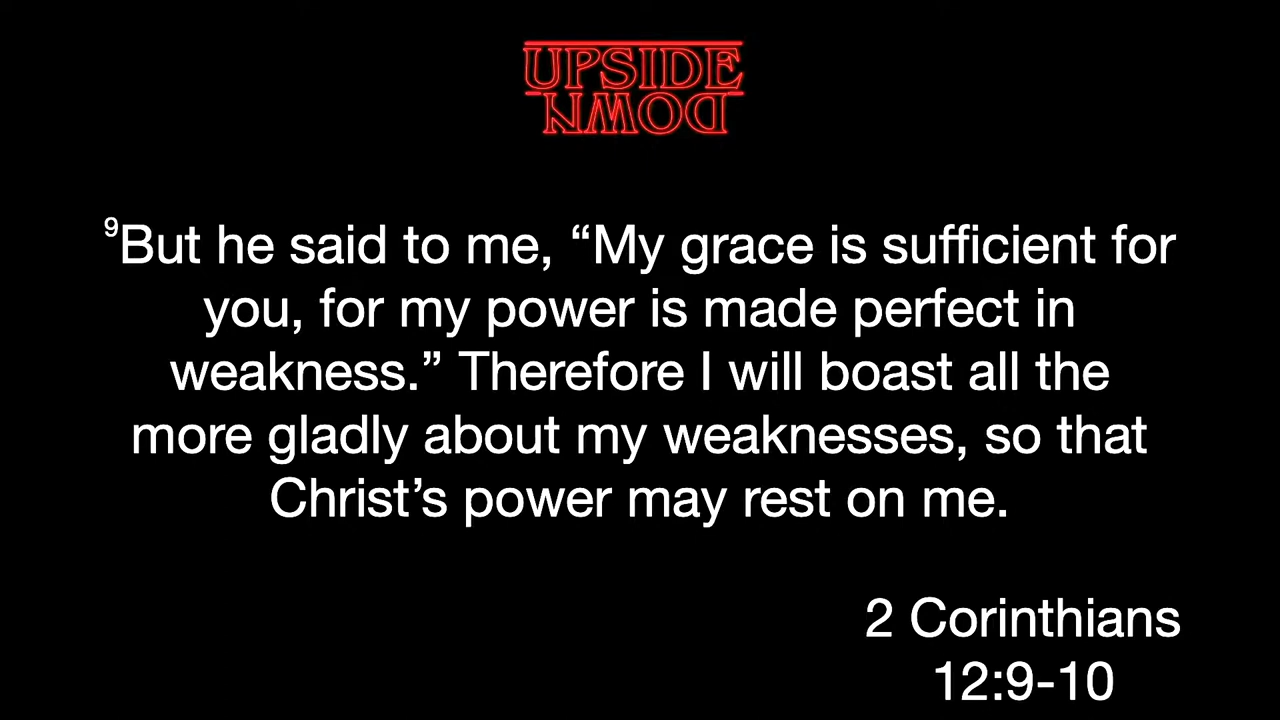 UPSIDE
DOWN
⁹But he said to me, “My grace is sufficient for
you, for my power is made perfect in
weakness.” Therefore I will boast all the
more gladly about my weaknesses, so that
Christ’s power may rest on me.
2 Corinthians
12:9-10